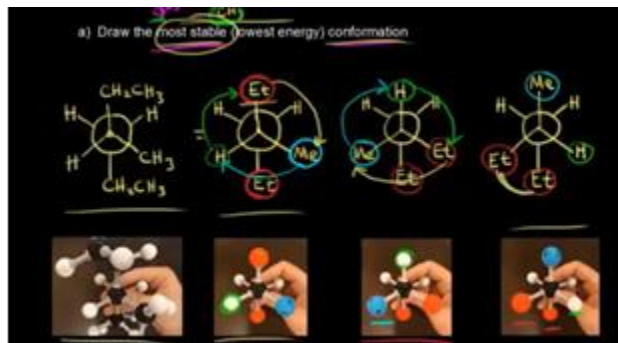 a) Draw the most stable (lowest energy) conformation
CH₂CH₃
H H
H CH₃
CH₂CH₃
=
Et
H H
H Me
Et
H
H H
Me Et
Et
Me
H H
Et H
Et